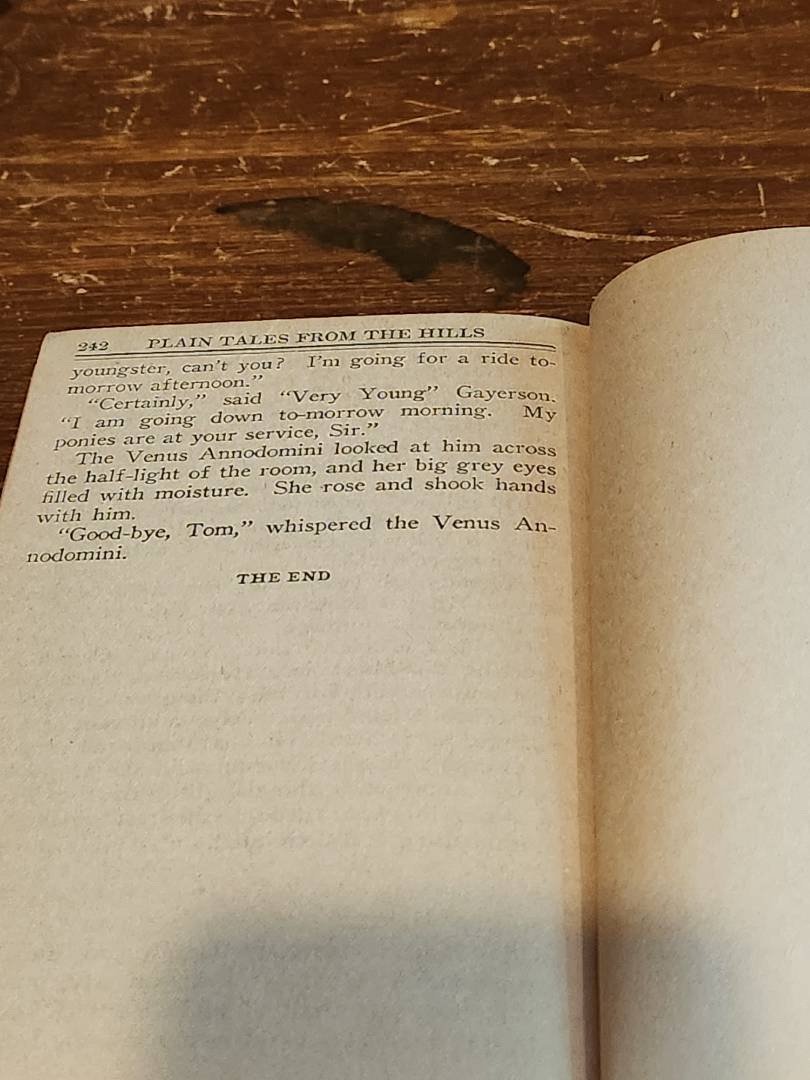 242 PLAIN TALES FROM THE HILLS
youngster, can't you? I'm going for a ride to-
morrow afternoon."
"Certainly," said "Very Young" Gayerson.
"I am going down to-morrow morning. My
ponies are at your service, Sir."
The Venus Annodomini looked at him across
the half-light of the room, and her big grey eyes
filled with moisture. She rose and shook hands
with him.
"Good-bye, Tom," whispered the Venus An-
nodomini.
THE END